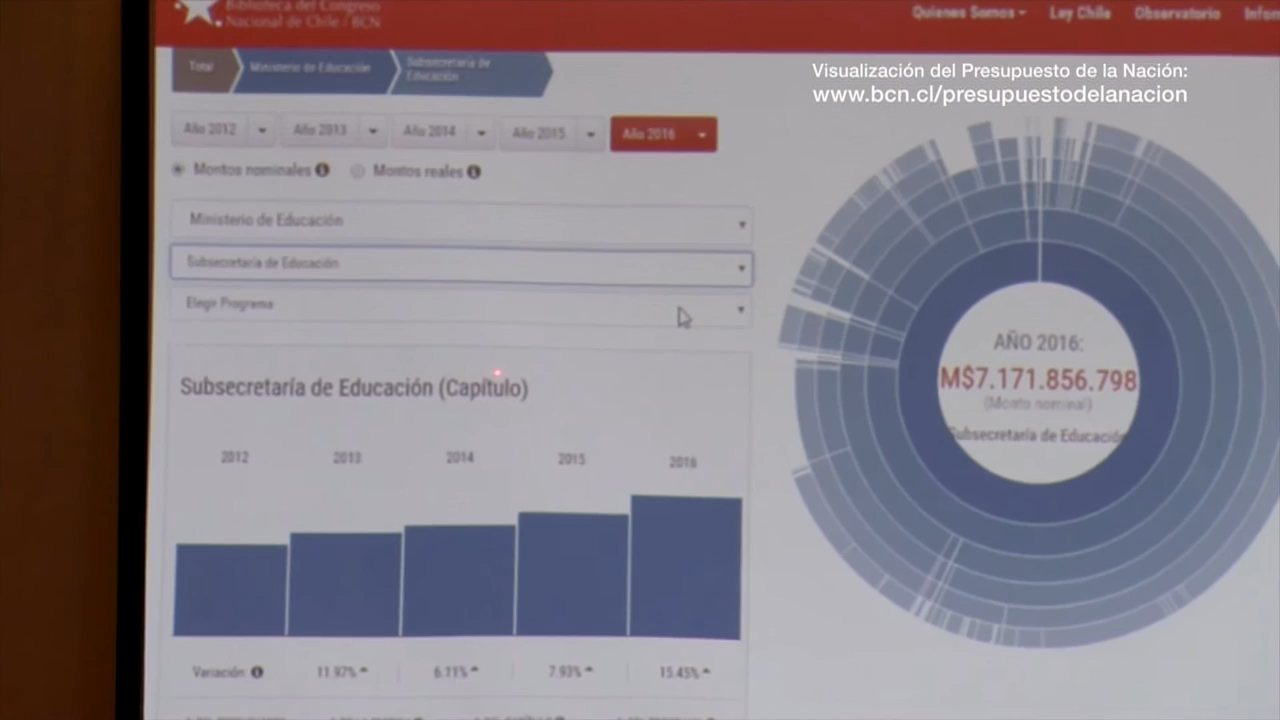 Biblioteca del Congreso
Nacional de Chile / BCN
Quienes Somos
Ley Chile
Observatorio
Visualización del Presupuesto de la Nación:
www.bcn.cl/presupuestodelanacion
Total
Ministerio de Educación
Subsecretaría de
Educación
Año 2012
Año 2013
Año 2014
Año 2015
Año 2016
Montos nominales
Montos reales
Ministerio de Educación
Subsecretaría de Educación
Elegir Programa
AÑO 2016:
M$7.171.856.798
(Monto nominal)
Subsecretaría de Educación
Subsecretaría de Educación (Capítulo)
2012 2013 2014 2015 2016
Variación: 11.97% 6.71% 7.93% 15.45%